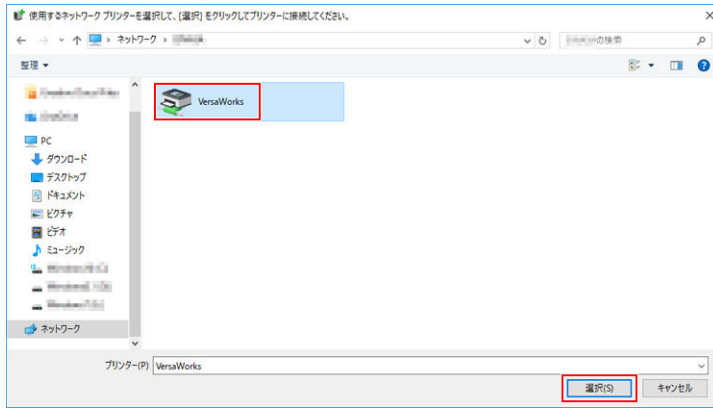 使用するネットワーク プリンターを選択して、[選択] をクリックしてプリンターに接続してください。
ネットワーク
の検索
整理
VersaWorks
PC
ダウンロード
デスクトップ
ドキュメント
ピクチャ
ビデオ
ミュージック
ネットワーク
プリンター(P) VersaWorks
選択(S) キャンセル